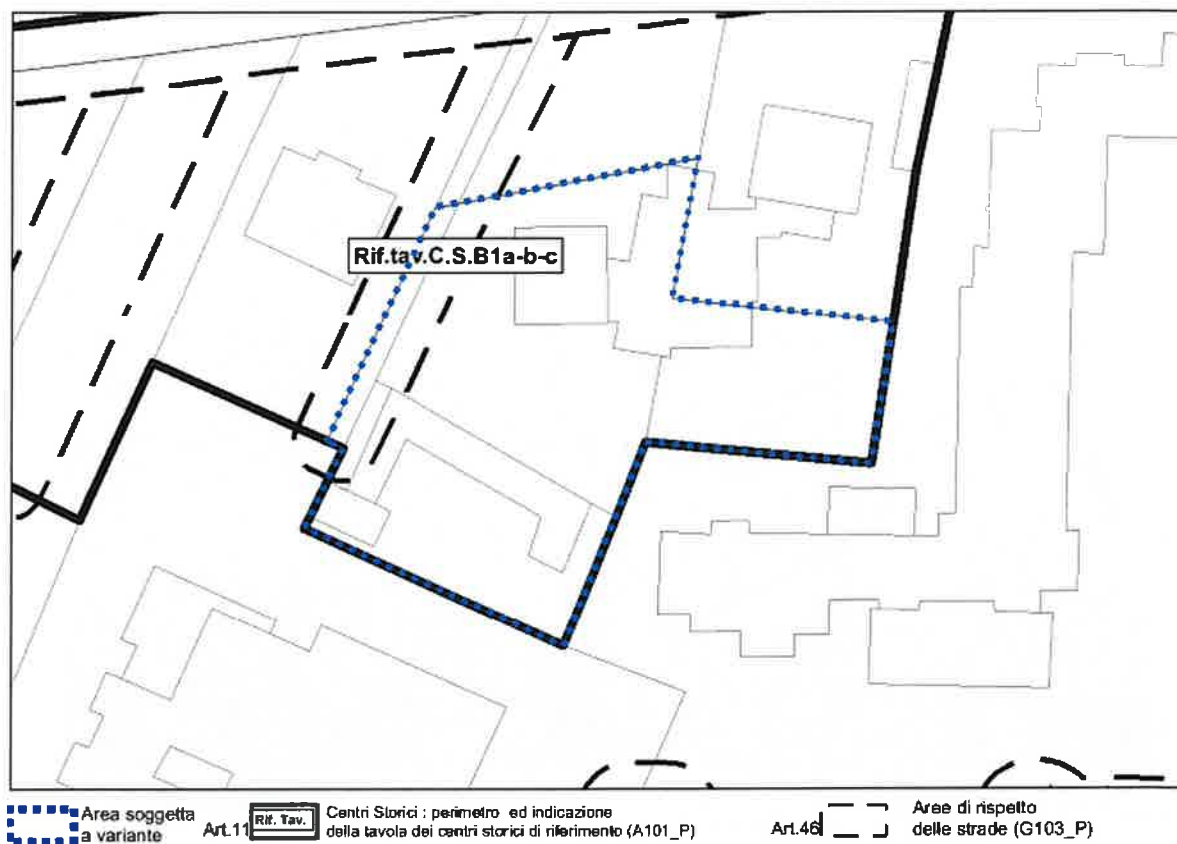 Rif.tav.C.S.B1a-b-c
Area soggetta
a variante
Art.11
Rif. Tav.
Centri Storici : perimetro ed indicazione
della tavola dei centri storici di riferimento (A101_P)
Art.46
Aree di rispetto
delle strade (G103_P)